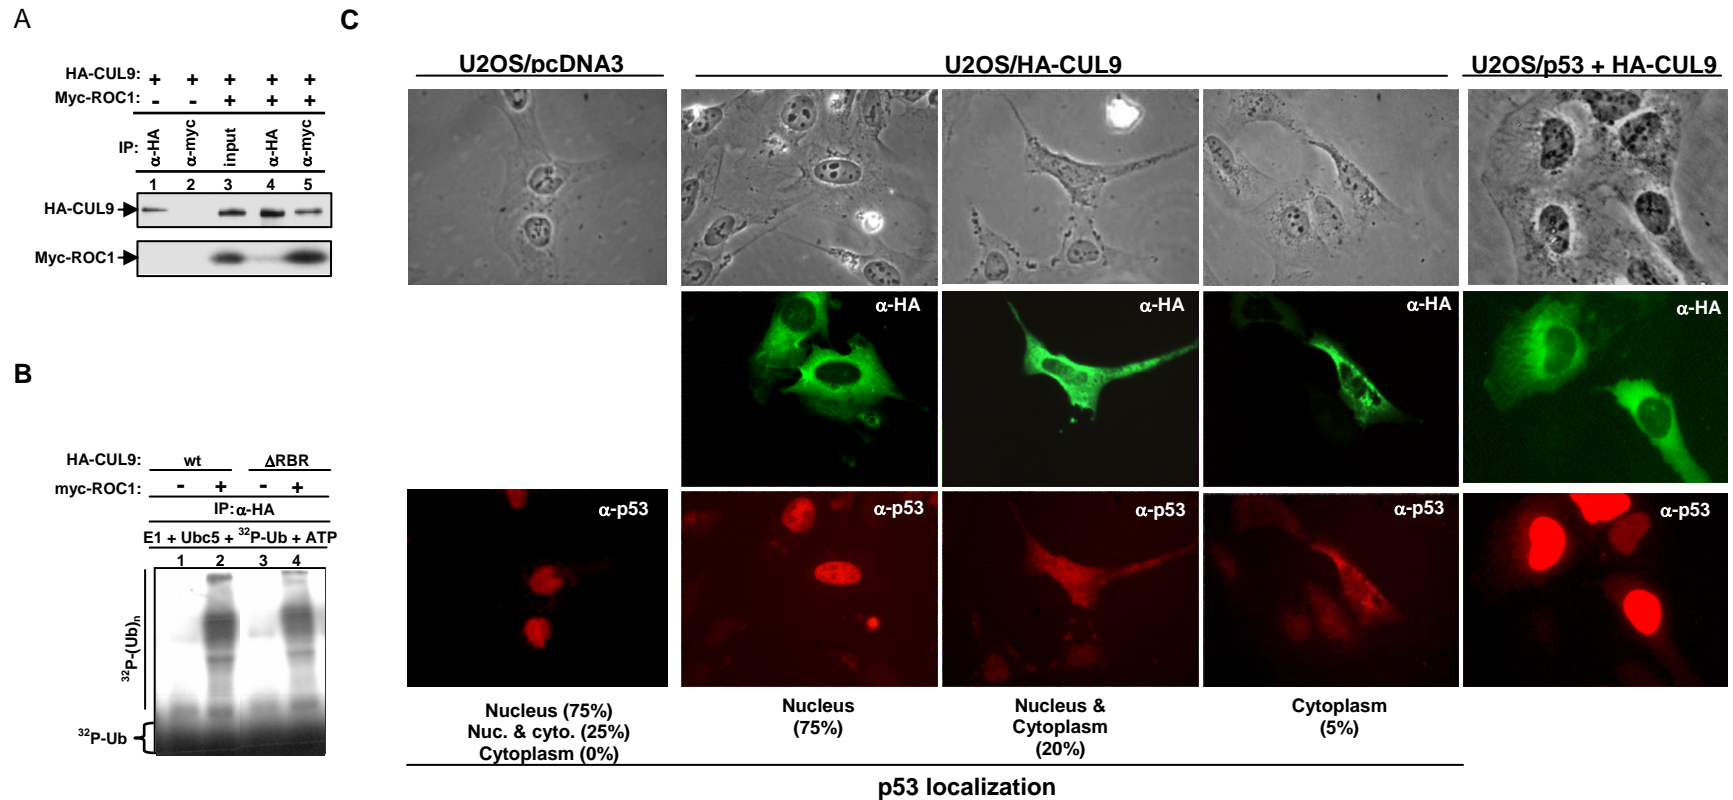 A
HA-CUL9: + + + + +
Myc-ROC1: - - + + +
IP: α-HA α-myc input α-HA α-myc
1 2 3 4 5
HA-CUL9
Myc-ROC1
B
HA-CUL9: wt ΔRBR
myc-ROC1: - + - +
IP: α-HA
E1 + Ubc5 + ³²P-Ub + ATP
1 2 3 4
³²P-(Ub)ₙ
³²P-Ub
C
U2OS/pcDNA3 U2OS/HA-CUL9 U2OS/p53 + HA-CUL9
α-HA α-HA α-HA α-HA
α-p53 α-p53 α-p53 α-p53 α-p53
Nucleus (75%)
Nuc. & cyto. (25%)
Cytoplasm (0%)
Nucleus
(75%)
Nucleus &
Cytoplasm
(20%)
Cytoplasm
(5%)
p53 localization